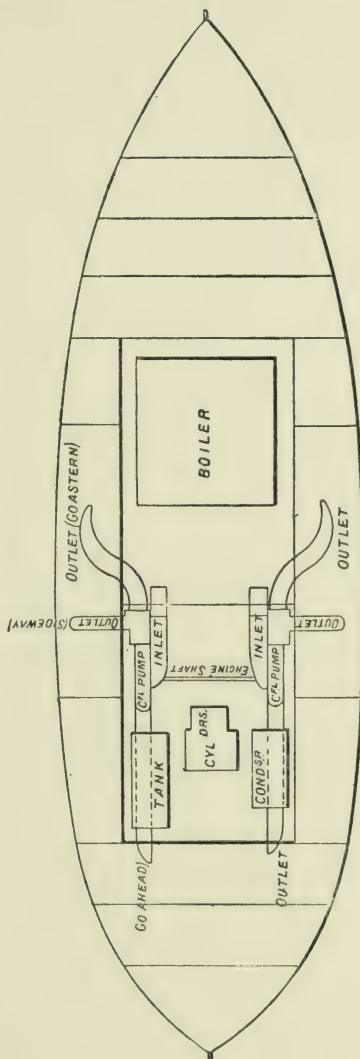 BOILER
OUTLET (GO ASTERN)
OUTLET
OUTLET (SIDEWAY)
INLET
INLET
OUTLET
ENGINE SHAFT
CFL PUMP
CFL PUMP
CYL DRS.
TANK
CONDSR
GO AHEAD
OUTLET